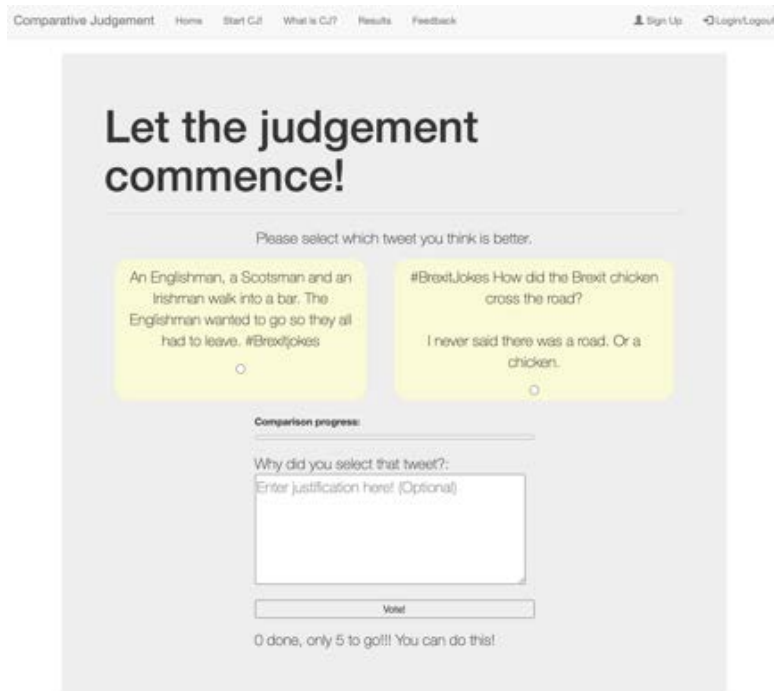 Comparative Judgement Home Start CJ! What is CJ? Results Feedback Sign Up Login/Logout
Let the judgement
commence!
Please select which tweet you think is better.
An Englishman, a Scotsman and an
Irishman walk into a bar. The
Englishman wanted to go so they all
had to leave. #Brexitjokes
#BrexitJokes How did the Brexit chicken
cross the road?
I never said there was a road. Or a
chicken.
Comparison progress:
Why did you select that tweet?:
Enter justification here! (Optional)
Vote!
0 done, only 5 to go!!! You can do this!